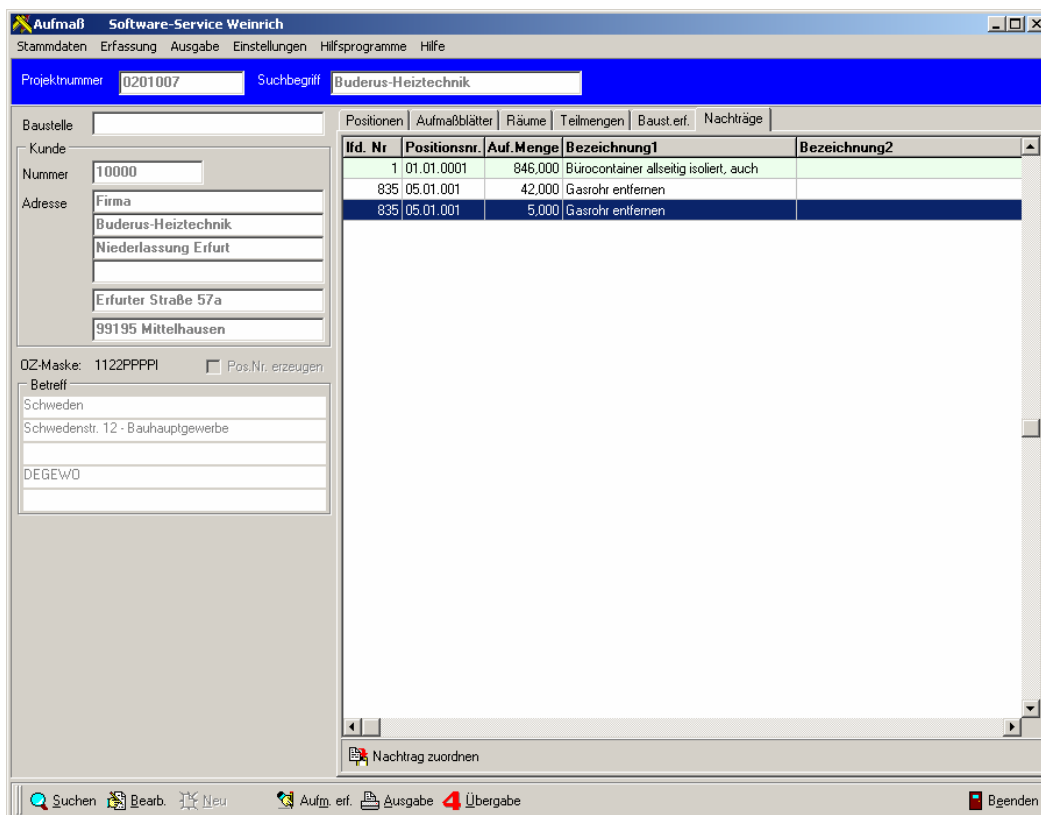 Aufmaß Software-Service Weinrich
Stammdaten Erfassung Ausgabe Einstellungen Hilfsprogramme Hilfe
Projektnummer 0201007 Suchbegriff Buderus-Heiztechnik
Baustelle
Kunde
Nummer 10000
Adresse Firma
Buderus-Heiztechnik
Niederlassung Erfurt
Erfurter Straße 57a
99195 Mittelhausen
OZ-Maske: 1122PPPPI Pos.Nr. erzeugen
Betreff
Schweden
Schwedenstr. 12 - Bauhauptgewerbe
DEGEWO
Positionen Aufmaßblätter Räume Teilmengen Baust.erf. Nachträge
lfd. Nr Positionsnr. Auf.Menge Bezeichnung1 Bezeichnung2
1 01.01.0001 846,000 Bürocontainer allseitig isoliert, auch
835 05.01.001 42,000 Gasrohr entfernen
835 05.01.001 5,000 Gasrohr entfernen
Nachtrag zuordnen
Suchen Bearb. Neu Aufm. erf. Ausgabe 4 Übergabe Beenden